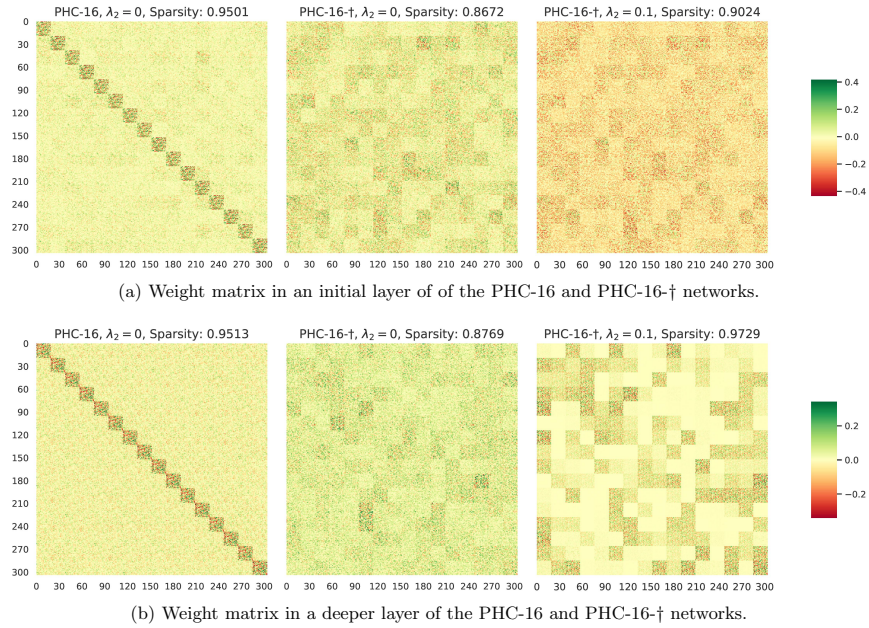 PHC-16, λ₂ = 0, Sparsity: 0.9501
PHC-16-†, λ₂ = 0, Sparsity: 0.8672
PHC-16-†, λ₂ = 0.1, Sparsity: 0.9024
0
30
60
90
120
150
180
210
240
270
300
0 30 60 90 120 150 180 210 240 270 300
0 30 60 90 120 150 180 210 240 270 300
0 30 60 90 120 150 180 210 240 270 300
0.4
0.2
0.0
−0.2
−0.4
(a) Weight matrix in an initial layer of of the PHC-16 and PHC-16-† networks.
PHC-16, λ₂ = 0, Sparsity: 0.9513
PHC-16-†, λ₂ = 0, Sparsity: 0.8769
PHC-16-†, λ₂ = 0.1, Sparsity: 0.9729
0
30
60
90
120
150
180
210
240
270
300
0 30 60 90 120 150 180 210 240 270 300
0 30 60 90 120 150 180 210 240 270 300
0 30 60 90 120 150 180 210 240 270 300
0.2
0.0
−0.2
(b) Weight matrix in a deeper layer of the PHC-16 and PHC-16-† networks.